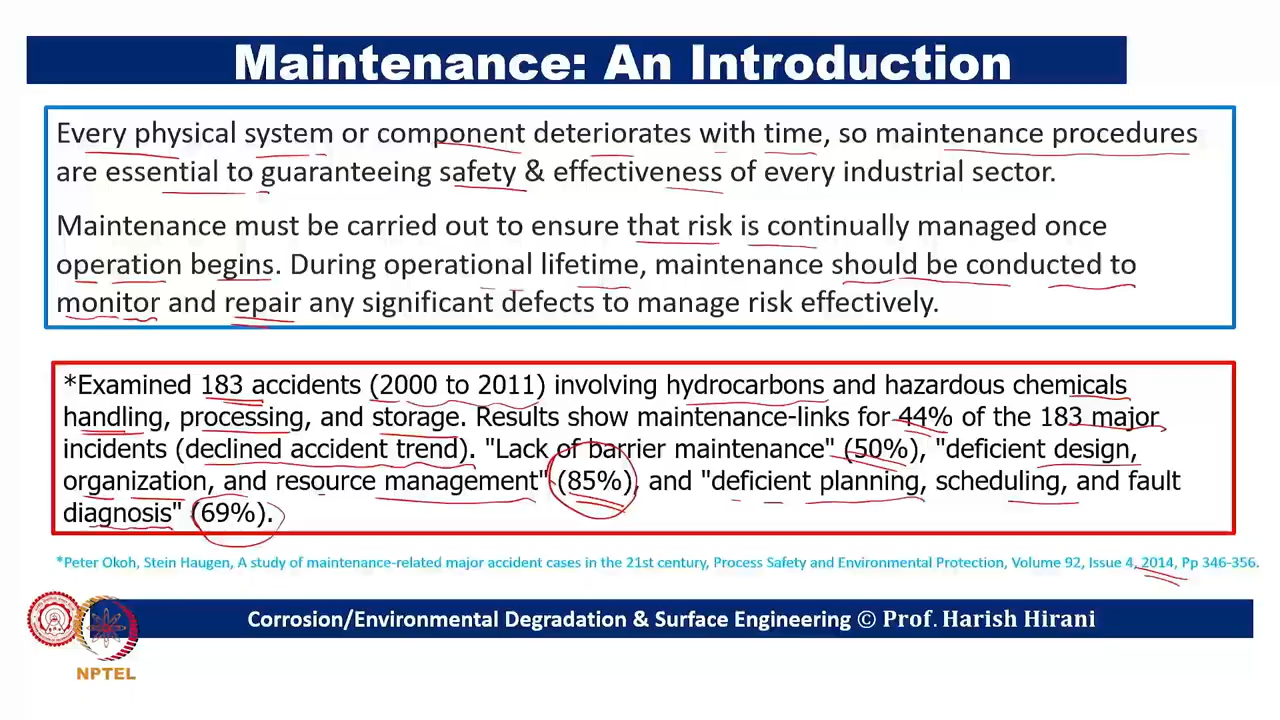 Maintenance: An Introduction
Every physical system or component deteriorates with time, so maintenance procedures
are essential to guaranteeing safety & effectiveness of every industrial sector.
Maintenance must be carried out to ensure that risk is continually managed once
operation begins. During operational lifetime, maintenance should be conducted to
monitor and repair any significant defects to manage risk effectively.
*Examined 183 accidents (2000 to 2011) involving hydrocarbons and hazardous chemicals
handling, processing, and storage. Results show maintenance-links for 44% of the 183 major
incidents (declined accident trend). "Lack of barrier maintenance" (50%), "deficient design,
organization, and resource management" (85%), and "deficient planning, scheduling, and fault
diagnosis" (69%).
*Peter Okoh, Stein Haugen, A study of maintenance-related major accident cases in the 21st century, Process Safety and Environmental Protection, Volume 92, Issue 4, 2014, Pp 346-356.
Corrosion/Environmental Degradation & Surface Engineering © Prof. Harish Hirani
NPTEL